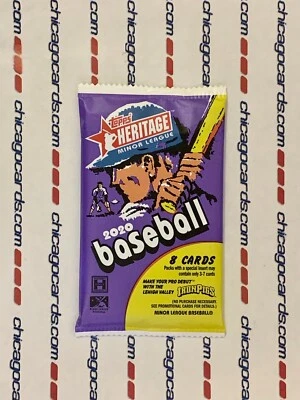 chicagocards.com
topps
HERITAGE
MINOR LEAGUE
2020
baseball
8 CARDS
Packs with a special insert may
contain only 5-7 cards
MAKE YOUR PRO DEBUT™
WITH THE
LEHIGH VALLEY
IRONPIGS
(NO PURCHASE NECESSARY.
SEE PROMOTIONAL CARDS FOR DETAILS.)
MINOR LEAGUE BASEBALL®